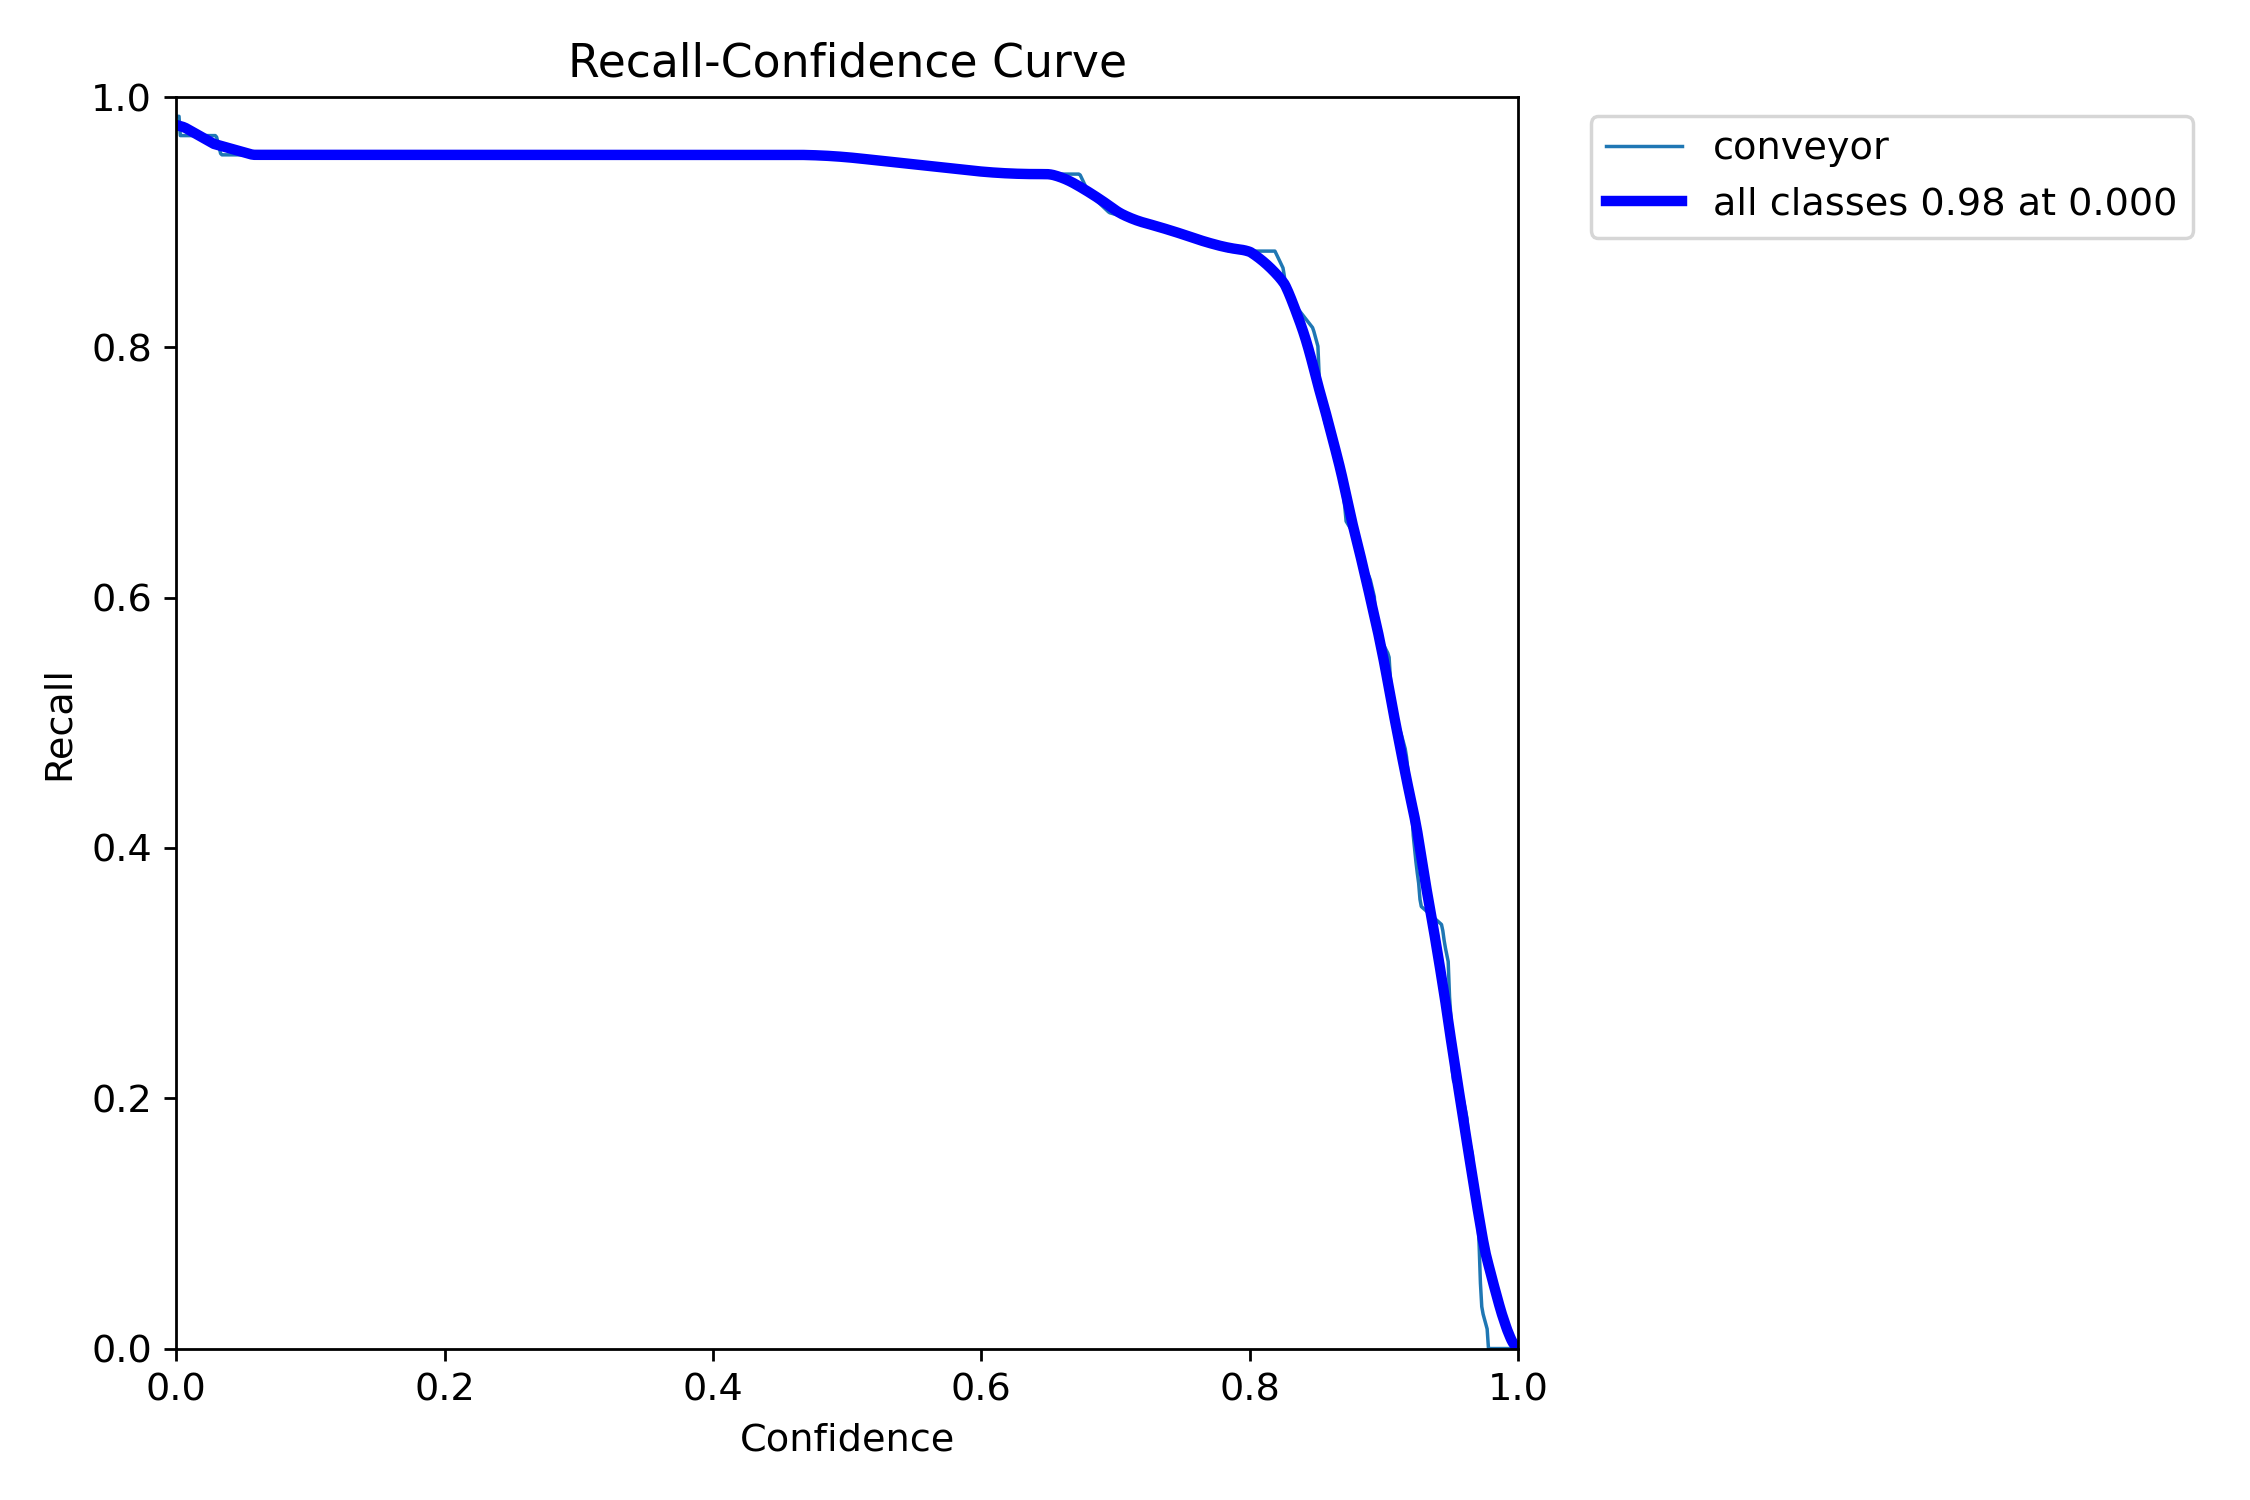 Recall-Confidence Curve
conveyor
all classes 0.98 at 0.000
1.0
0.8
0.6
0.4
0.2
0.0
Recall
0.0 0.2 0.4 0.6 0.8 1.0
Confidence